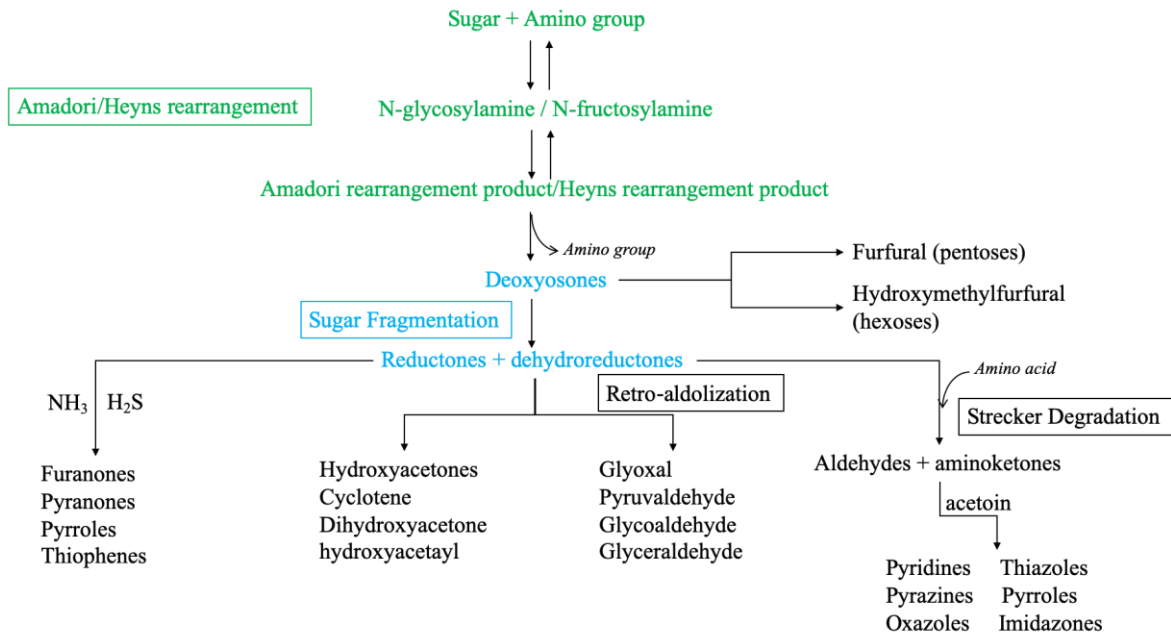 Sugar + Amino group
Amadori/Heyns rearrangement
N-glycosylamine / N-fructosylamine
Amadori rearrangement product/Heyns rearrangement product
Amino group
Deoxyosones
Furfural (pentoses)
Hydroxymethylfurfural
(hexoses)
Sugar Fragmentation
Reductones + dehydroreductones
NH₃
H₂S
Retro-aldolization
Amino acid
Strecker Degradation
Furanones
Pyranones
Pyrroles
Thiophenes
Hydroxyacetones
Cyclotene
Dihydroxyacetone
hydroxyacetayl
Glyoxal
Pyruvaldehyde
Glycoaldehyde
Glyceraldehyde
Aldehydes + aminoketones
acetoin
Pyridines
Pyrazines
Oxazoles
Thiazoles
Pyrroles
Imidazones